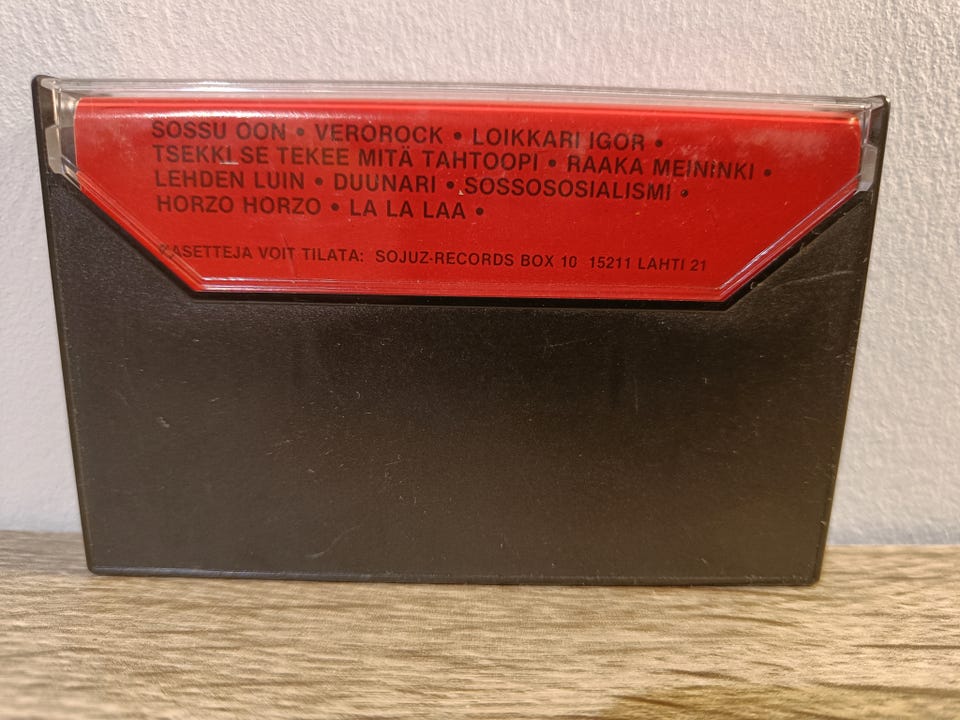 SOSSU OON • VEROROCK • LOIKKARI IGOR •
TSEKKI SE TEKEE MITÄ TAHTOOPI • RAAKA MEININKI •
LEHDEN LUIN • DUUNARI • SOSSOSOSIALISMI •
HORZO HORZO • LA LA LAA •
KASETTEJA VOIT TILATA: SOJUZ-RECORDS BOX 10 15211 LAHTI 21